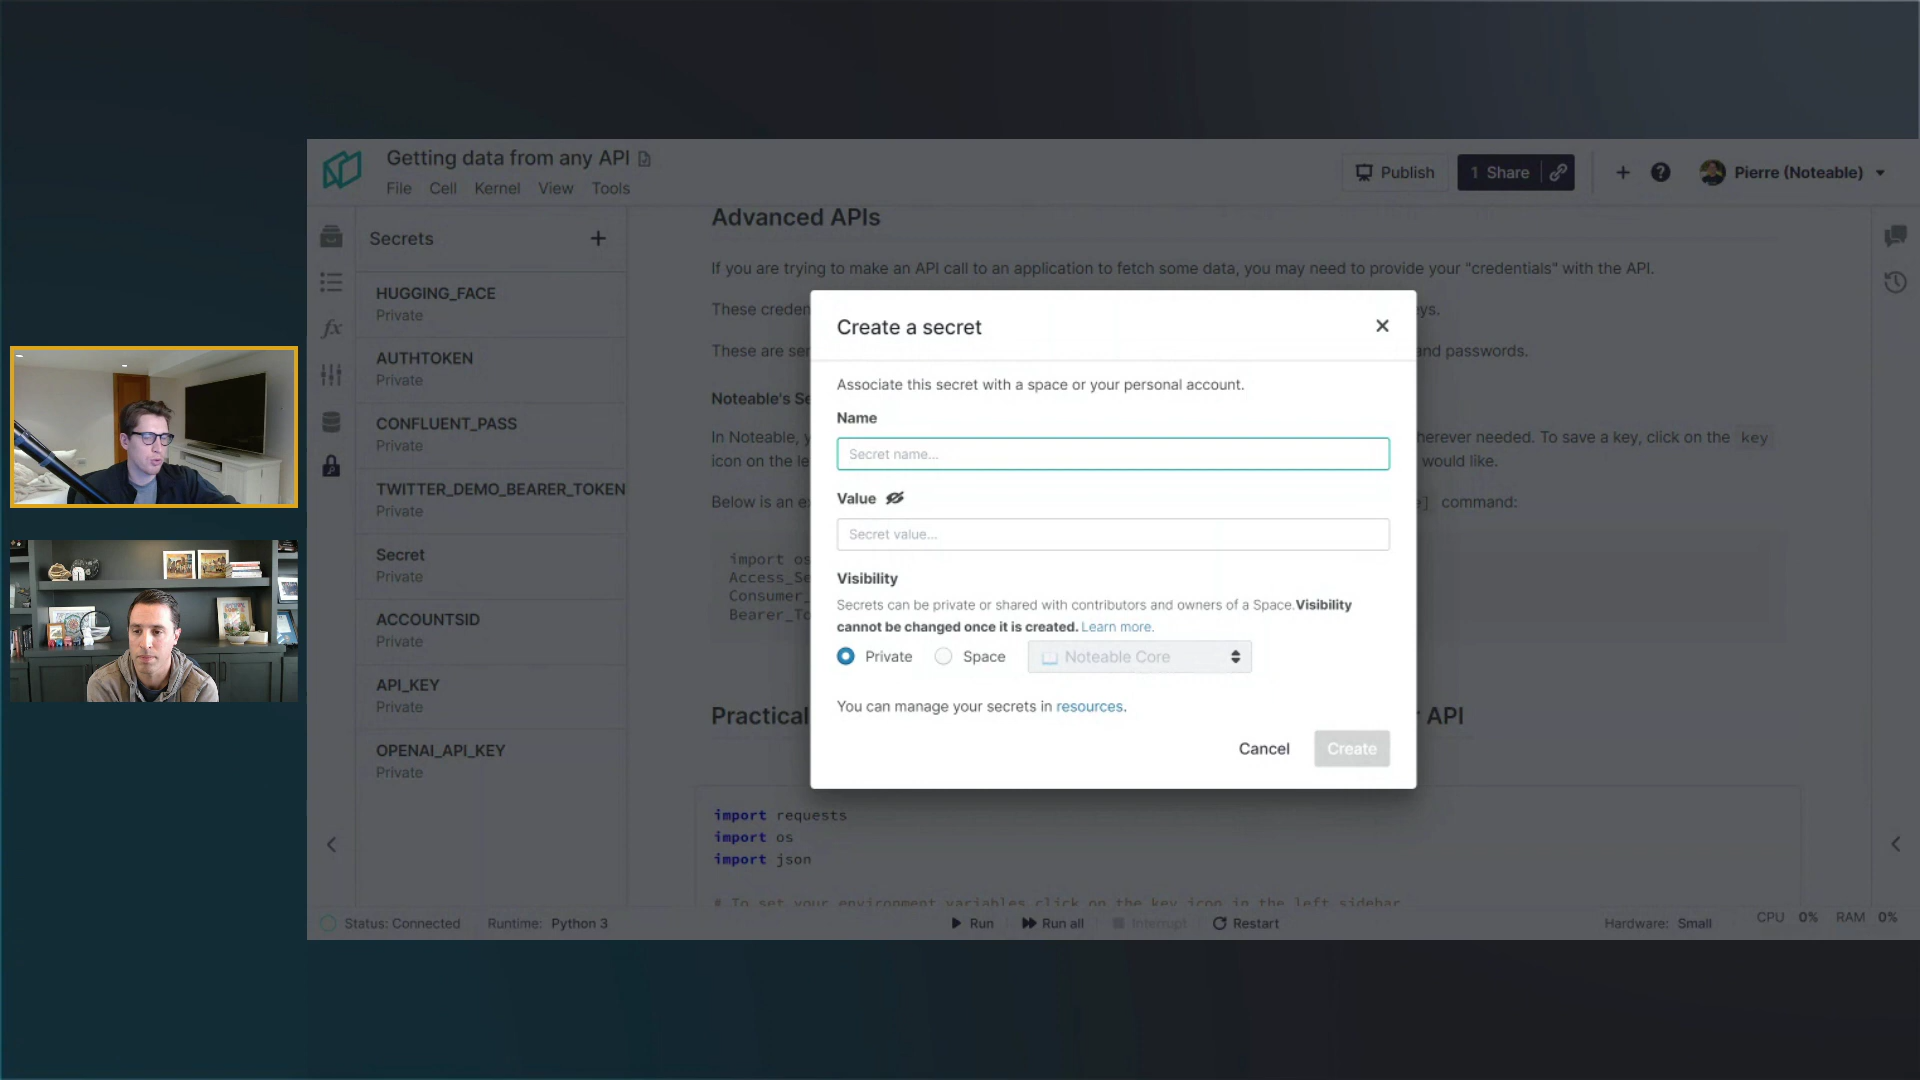 Getting data from any API
File Cell Kernel View Tools
Publish
1 Share
Pierre (Noteable)
Secrets
HUGGING_FACE
Private
AUTHTOKEN
Private
CONFLUENT_PASS
Private
TWITTER_DEMO_BEARER_TOKEN
Private
Secret
Private
ACCOUNTSID
Private
API_KEY
Private
OPENAI_API_KEY
Private
Advanced APIs
If you are trying to make an API call to an application to fetch some data, you may need to provide your "credentials" with the API.
These creden
ys.
These are ser
and passwords.
Noteable's Se
In Noteable, y
herever needed. To save a key, click on the key
icon on the le
would like.
Below is an ex
] command:
import os
Access_Se
Consumer_
Bearer_To
Practical
API
import requests
import os
import json
# To set your environment variables click on the key icon in the left sidebar
Create a secret
Associate this secret with a space or your personal account.
Name
Secret name...
Value
Secret value...
Visibility
Secrets can be private or shared with contributors and owners of a Space.Visibility
cannot be changed once it is created. Learn more.
Private Space Noteable Core
You can manage your secrets in resources.
Cancel Create
Status: Connected Runtime: Python 3 Run Run all Interrupt Restart Hardware: Small CPU 0% RAM 0%